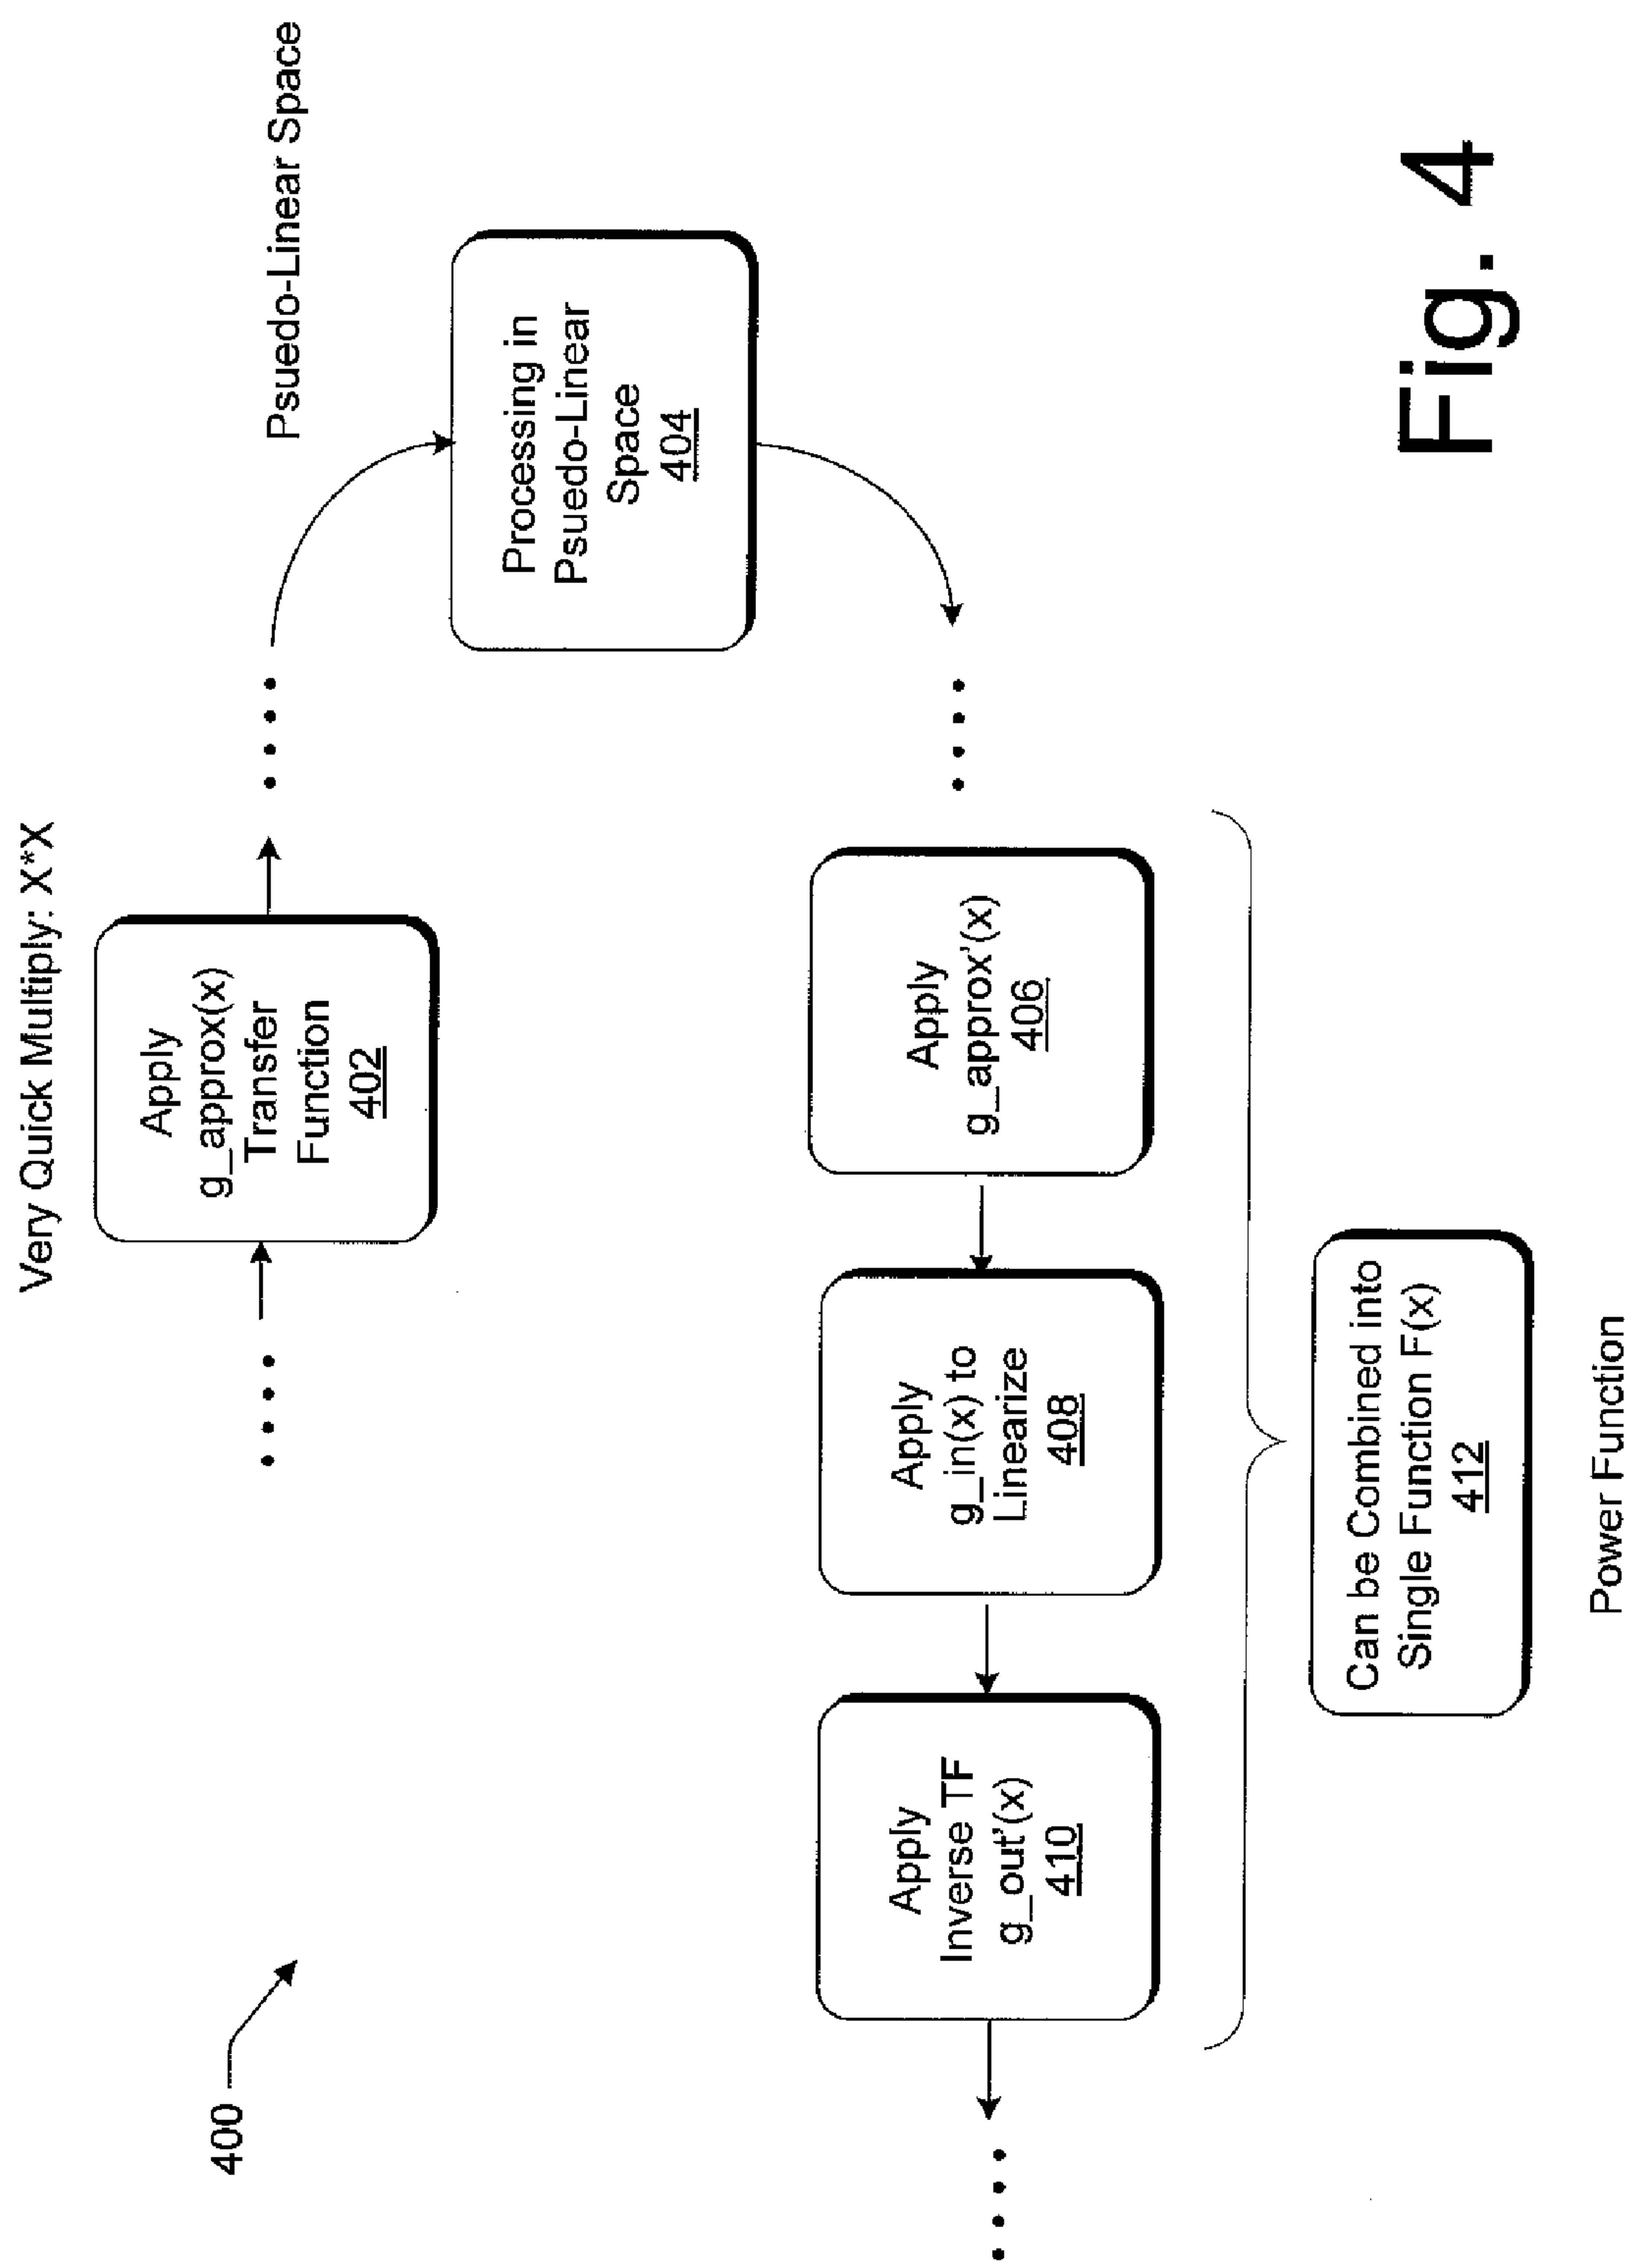 400
Very Quick Multiply: X*X
Apply
g_approx(x)
Transfer
Function
402
Psuedo-Linear Space
Processing in
Psuedo-Linear
Space
404
Apply
g_approx'(x)
406
Apply
g_in(x) to
Linearize
408
Apply
Inverse TF
g_out'(x)
410
Can be Combined into
Single Function F(x)
412
Power Function
Fig. 4